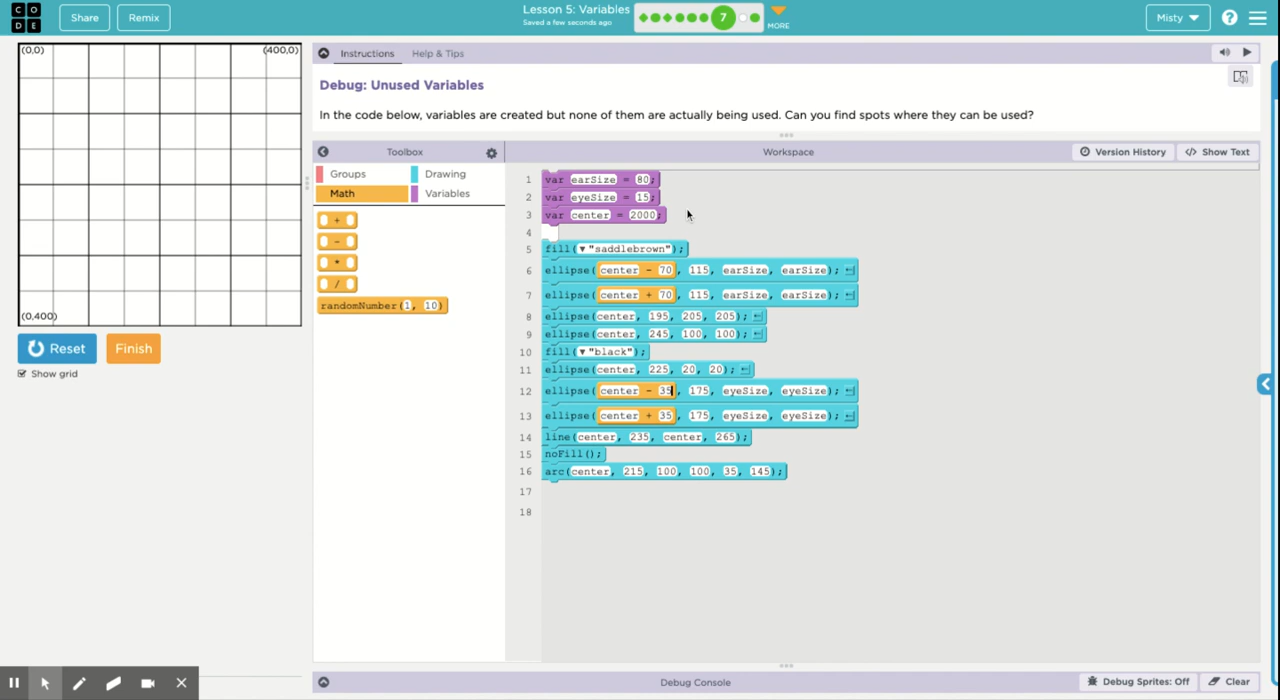 C O
D E
Share
Remix
Lesson 5: Variables
Saved a few seconds ago
7
MORE
Misty
?
(0,0)
(400,0)
(0,400)
Reset
Finish
Show grid
Instructions
Help & Tips
Debug: Unused Variables
In the code below, variables are created but none of them are actually being used. Can you find spots where they can be used?
Toolbox
Workspace
Version History
</> Show Text
Groups
Drawing
Math
Variables
+
-
*
/
randomNumber(1, 10)
1 var earSize = 80;
2 var eyeSize = 15;
3 var center = 2000;
4
5 fill(▼"saddlebrown");
6 ellipse(center - 70, 115, earSize, earSize);
7 ellipse(center + 70, 115, earSize, earSize);
8 ellipse(center, 195, 205, 205);
9 ellipse(center, 245, 100, 100);
10 fill(▼"black");
11 ellipse(center, 225, 20, 20);
12 ellipse(center - 35, 175, eyeSize, eyeSize);
13 ellipse(center + 35, 175, eyeSize, eyeSize);
14 line(center, 235, center, 265);
15 noFill();
16 arc(center, 215, 100, 100, 35, 145);
17
18
Debug Console
Debug Sprites: Off
Clear